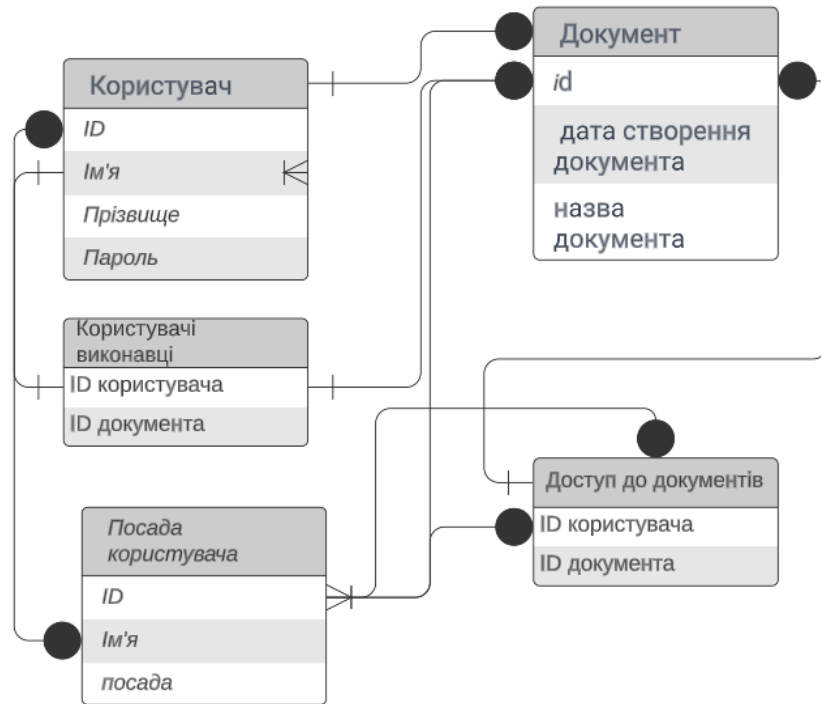 Користувач
ID
Ім'я
Прізвище
Пароль
Документ
id
дата створення
документа
назва
документа
Користувачі
виконавці
ID користувача
ID документа
Посада
користувача
ID
Ім'я
посада
Доступ до документів
ID користувача
ID документа